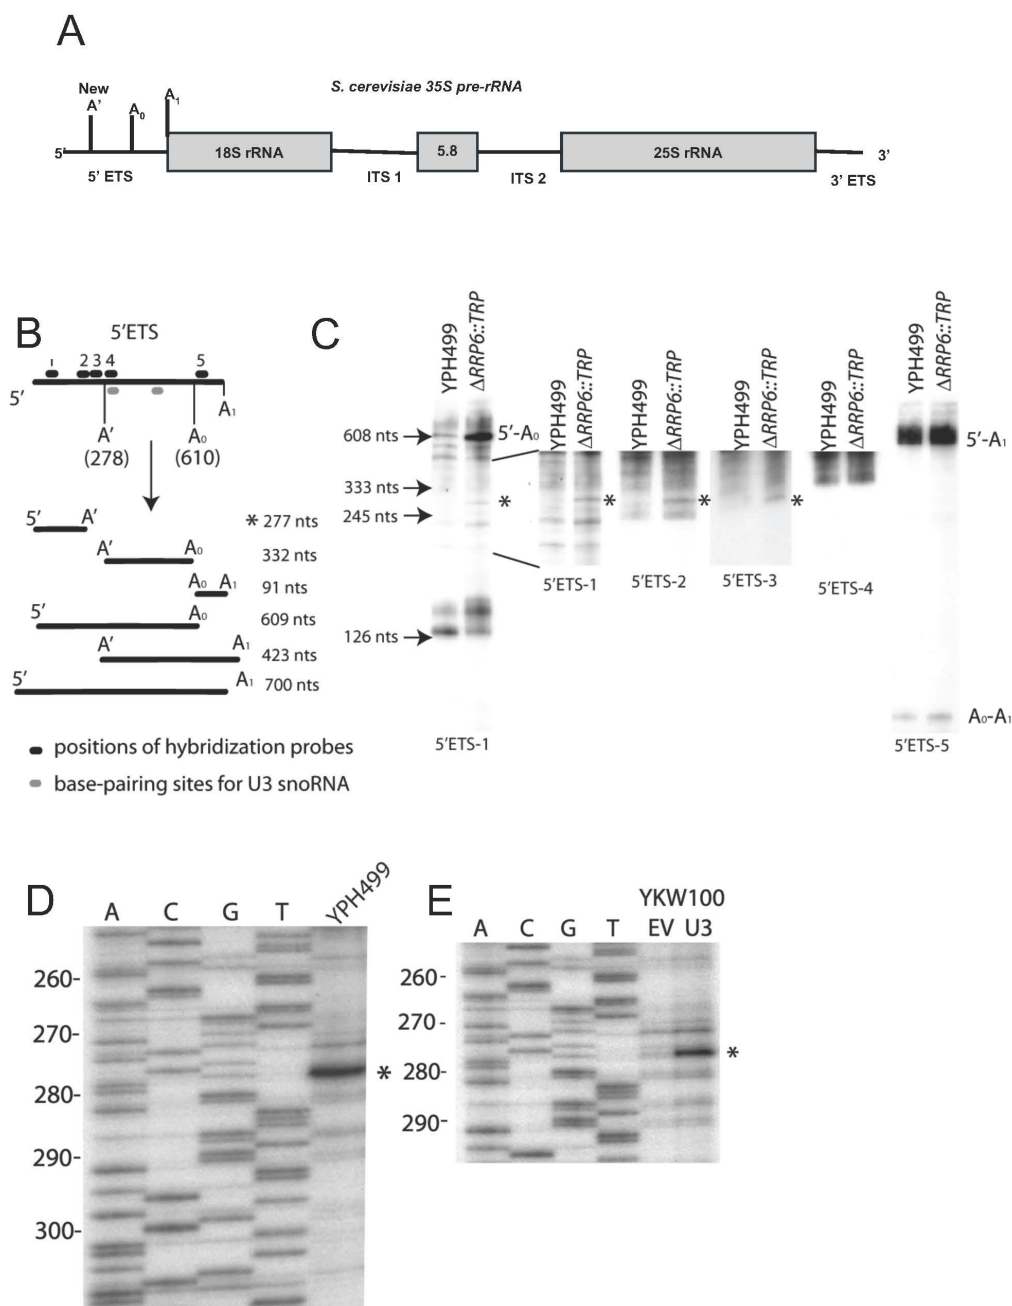 A
S. cerevisiae 35S pre-rRNA
New
A'
A0
A1
5'
18S rRNA
5.8
25S rRNA
3'
5' ETS
ITS 1
ITS 2
3' ETS
B
5'ETS
1 2 3 4 5
5'
A1
A' A0
(278) (610)
5' A' * 277 nts
A' A0 332 nts
A0 A1 91 nts
5' A0 609 nts
A' A1 423 nts
5' A1 700 nts
positions of hybridization probes
base-pairing sites for U3 snoRNA
C
YPH499 ΔRRP6::TRP
YPH499 ΔRRP6::TRP
YPH499 ΔRRP6::TRP
YPH499 ΔRRP6::TRP
YPH499 ΔRRP6::TRP
YPH499 ΔRRP6::TRP
608 nts 5'-A0 5'-A1
333 nts
* * * *
245 nts
126 nts
A0-A1
5'ETS-1 5'ETS-1 5'ETS-2 5'ETS-3 5'ETS-4 5'ETS-5
D
A C G T YPH499
260-
270-
*
280-
290-
300-
E
YKW100
A C G T EV U3
260-
270-
*
280-
290-